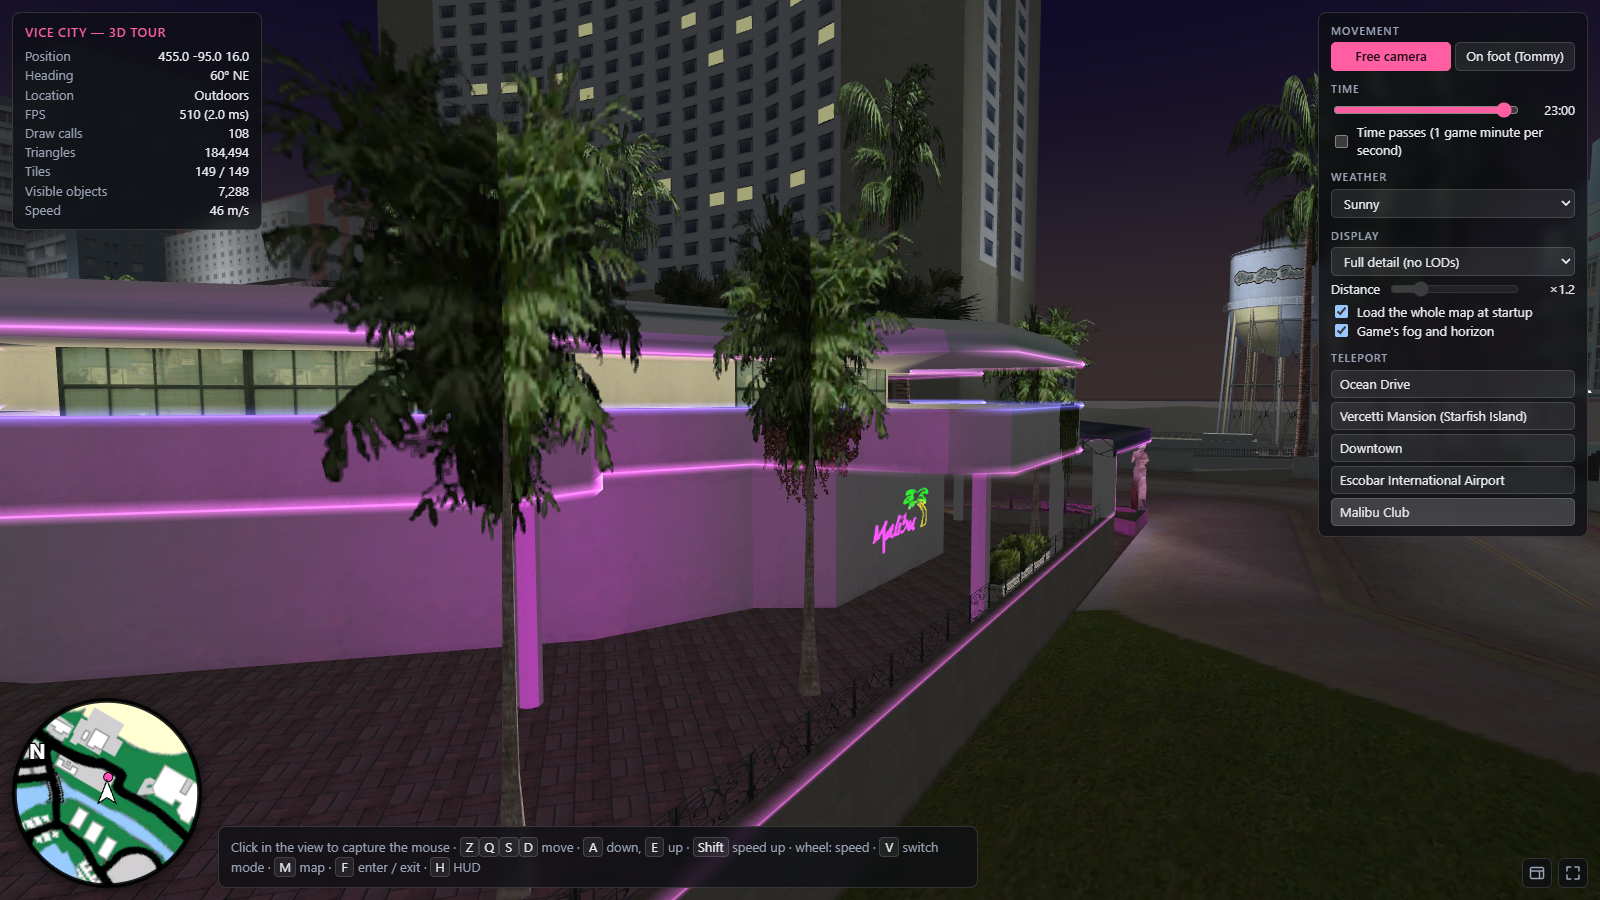 VICE CITY — 3D TOUR
Position 455.0 -95.0 16.0
Heading 60° NE
Location Outdoors
FPS 510 (2.0 ms)
Draw calls 108
Triangles 184,494
Tiles 149 / 149
Visible objects 7,288
Speed 46 m/s
MOVEMENT
Free camera On foot (Tommy)
TIME
23:00
Time passes (1 game minute per
second)
WEATHER
Sunny
DISPLAY
Full detail (no LODs)
Distance ×1.2
Load the whole map at startup
Game's fog and horizon
TELEPORT
Ocean Drive
Vercetti Mansion (Starfish Island)
Downtown
Escobar International Airport
Malibu Club
Malibu
N
Click in the view to capture the mouse · Z Q S D move · A down, E up · Shift speed up · wheel: speed · V switch
mode · M map · F enter / exit · H HUD